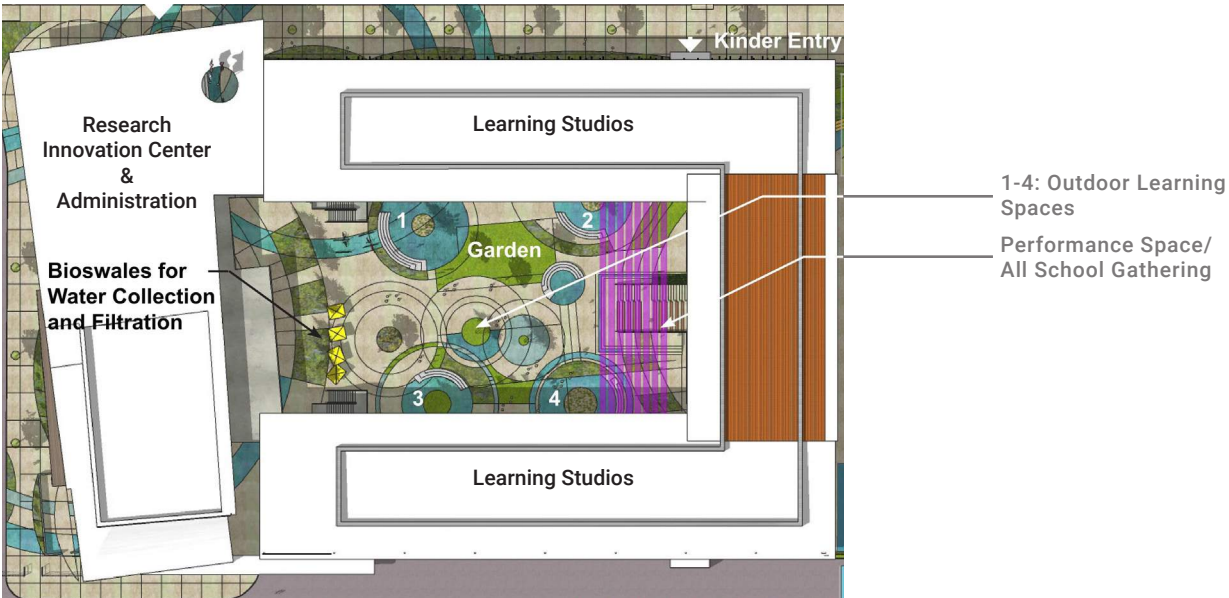 Kinder Entry
Learning Studios
Research
Innovation Center
&
Administration
1-4: Outdoor Learning
Spaces
1
2
Garden
Performance Space/
All School Gathering
Bioswales for
Water Collection
and Filtration
3
4
Learning Studios